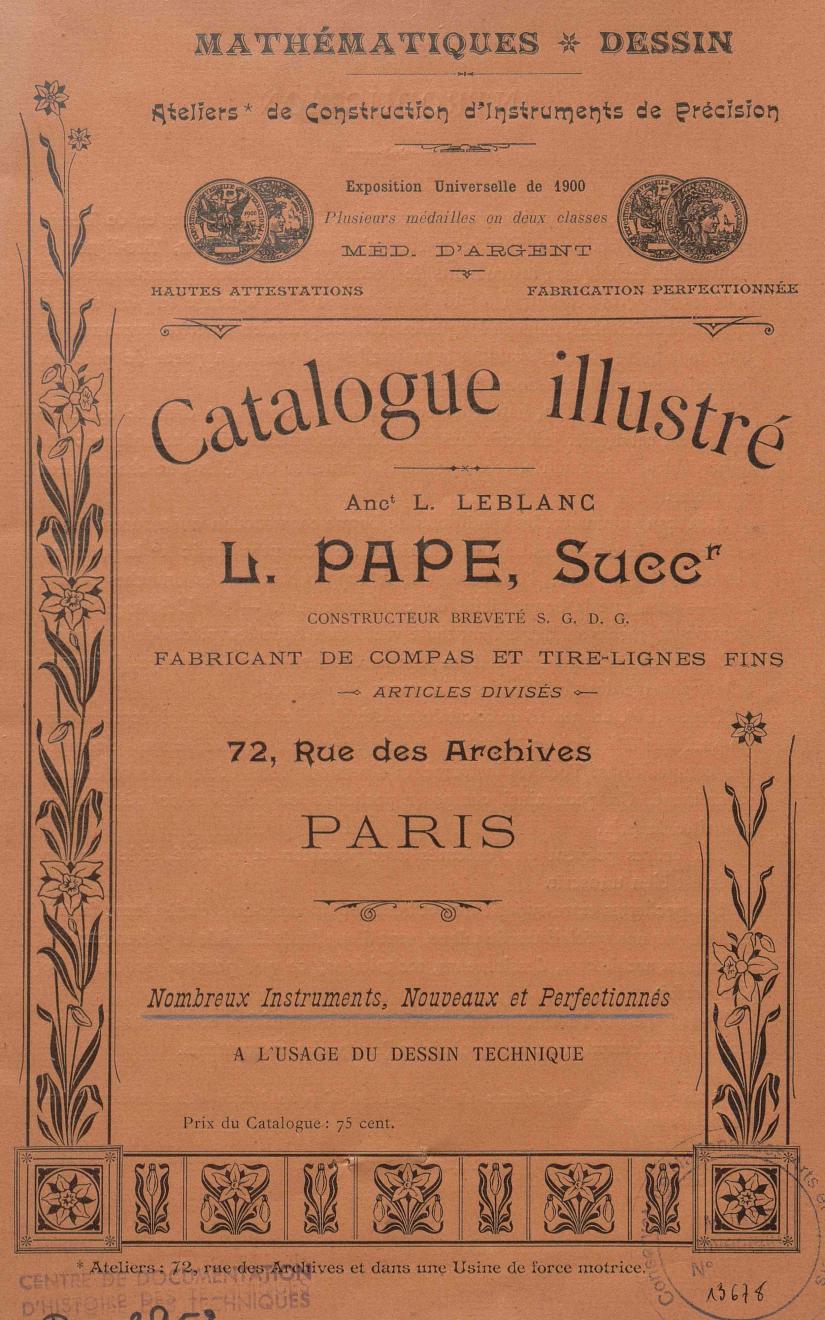 MATHÉMATIQUES * DESSIN
Ateliers* de Construction d'Instruments de Précision
Exposition Universelle de 1900
Plusieurs médailles en deux classes
MÉD. D'ARGENT
HAUTES ATTESTATIONS FABRICATION PERFECTIONNÉE
Catalogue illustré
Anct L. LEBLANC
L. PAPE, Succr
CONSTRUCTEUR BREVETÉ S. G. D. G.
FABRICANT DE COMPAS ET TIRE-LIGNES FINS
ARTICLES DIVISÉS
72, Rue des Archives
PARIS
Nombreux Instruments, Nouveaux et Perfectionnés
A L'USAGE DU DESSIN TECHNIQUE
Prix du Catalogue : 75 cent.
* Ateliers : 72, rue des Archives et dans une Usine de force motrice.
CENTRE DE DOCUMENTATION
D'HISTOIRE DES TECHNIQUES
No
13678